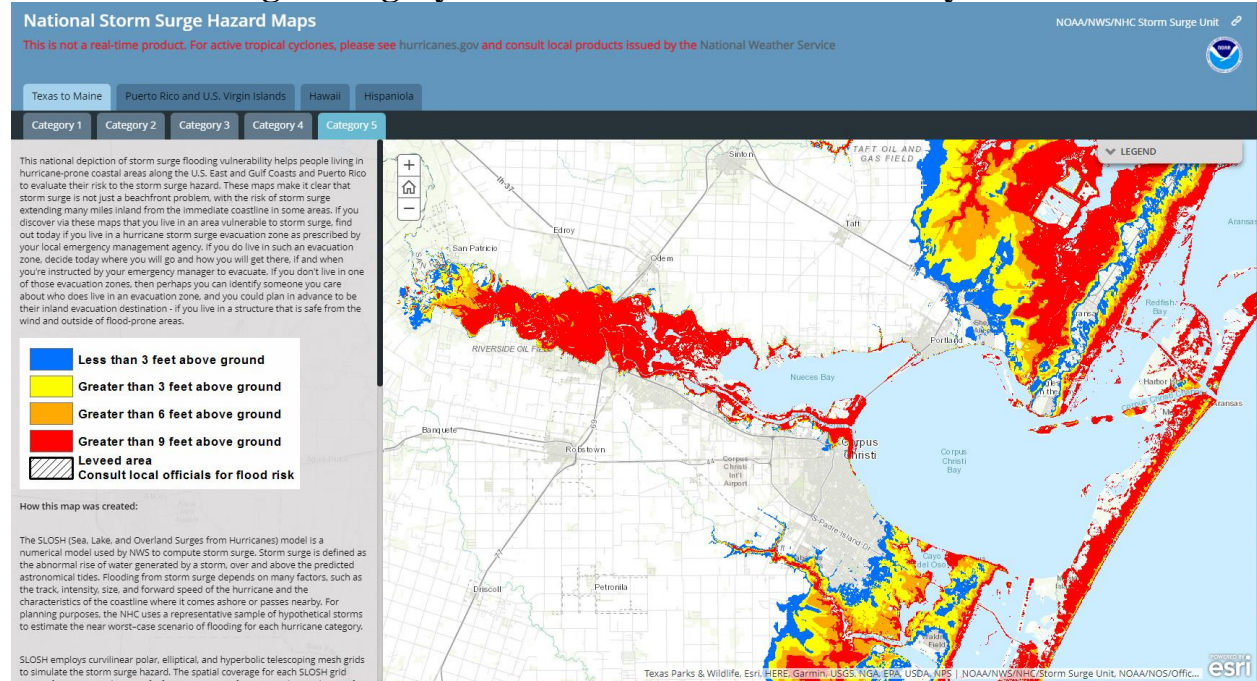 National Storm Surge Hazard Maps
NOAA/NWS/NHC Storm Surge Unit
This is not a real-time product. For active tropical cyclones, please see hurricanes.gov and consult local products issued by the National Weather Service
NOAA
Texas to Maine
Puerto Rico and U.S. Virgin Islands
Hawaii
Hispaniola
Category 1
Category 2
Category 3
Category 4
Category 5
This national depiction of storm surge flooding vulnerability helps people living in
hurricane-prone coastal areas along the U.S. East and Gulf Coasts and Puerto Rico
to evaluate their risk to the storm surge hazard. These maps make it clear that
storm surge is not just a beachfront problem, with the risk of storm surge
extending many miles inland from the immediate coastline in some areas. If you
discover via these maps that you live in an area vulnerable to storm surge, find
out today if you live in a hurricane storm surge evacuation zone as prescribed by
your local emergency management agency. If you do live in such an evacuation
zone, decide today where you will go and how you will get there, if and when
you're instructed by your emergency manager to evacuate. If you don't live in one
of those evacuation zones, then perhaps you can identify someone you care
about who does live in an evacuation zone, and you could plan in advance to be
their inland evacuation destination - if you live in a structure that is safe from the
wind and outside of flood-prone areas.
Less than 3 feet above ground
Greater than 3 feet above ground
Greater than 6 feet above ground
Greater than 9 feet above ground
Leveed area
Consult local officials for flood risk
How this map was created:
The SLOSH (Sea, Lake, and Overland Surges from Hurricanes) model is a
numerical model used by NWS to compute storm surge. Storm surge is defined as
the abnormal rise of water generated by a storm, over and above the predicted
astronomical tides. Flooding from storm surge depends on many factors, such as
the track, intensity, size, and forward speed of the hurricane and the
characteristics of the coastline where it comes ashore or passes nearby. For
planning purposes, the NHC uses a representative sample of hypothetical storms
to estimate the near worst-case scenario of flooding for each hurricane category.
SLOSH employs curvilinear polar, elliptical, and hyperbolic telescoping mesh grids
to simulate the storm surge hazard. The spatial coverage for each SLOSH grid
+
−
LEGEND
TAFT OIL AND
GAS FIELD
Sinton
Ih-37
Edroy
Taft
Aransas
San Patricio
Odem
Redfish
Bay
Portland
RIVERSIDE OIL
Nueces Bay
Harbor
Corpus Christi
Aransas
Banquete
69
Robstown
Corpus
Christi
44
Corpus
Christi
Int'l
Airport
Corpus
Christi
Bay
S-Padre Island Dr
Cayo
del Oso
77
Driscoll
Petronila
Field
Texas Parks & Wildlife, Esri, HERE, Garmin, USGS, NGA, EPA, USDA, NPS | NOAA/NWS/NHC/Storm Surge Unit, NOAA/NOS/Offic...
POWERED BY
esri